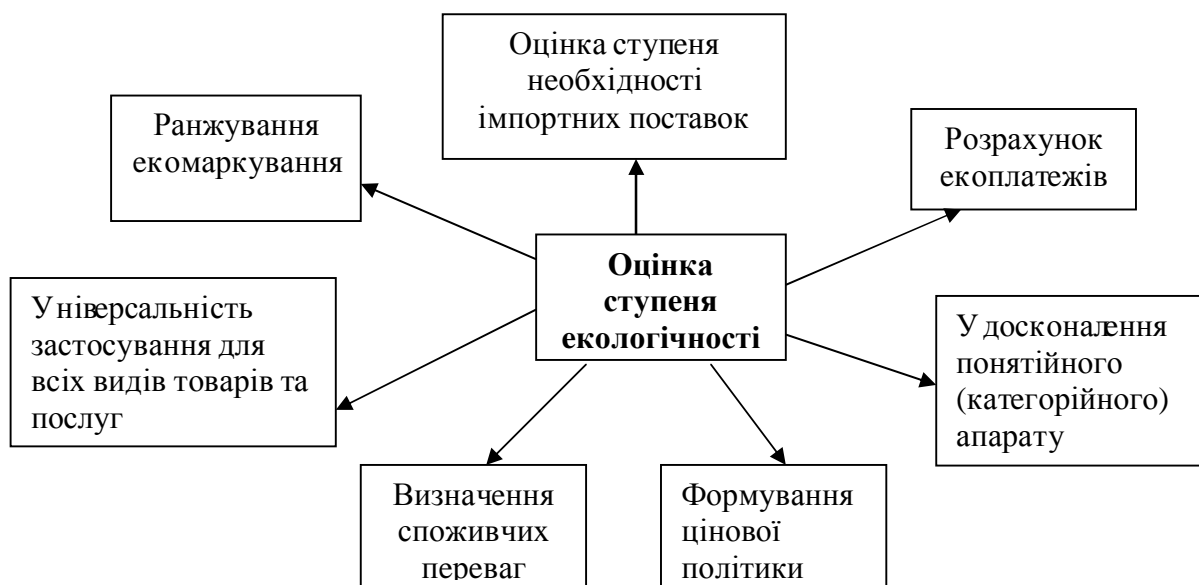 Оцінка ступеня
необхідності
імпортних поставок
Ранжування
екомаркування
Розрахунок
екоплатежів
Оцінка
ступеня
екологічності
Універсальність
застосування для
всіх видів товарів та
послуг
Удосконалення
понятійного
(категорійного)
апарату
Визначення
споживчих
переваг
Формування
цінової
політики